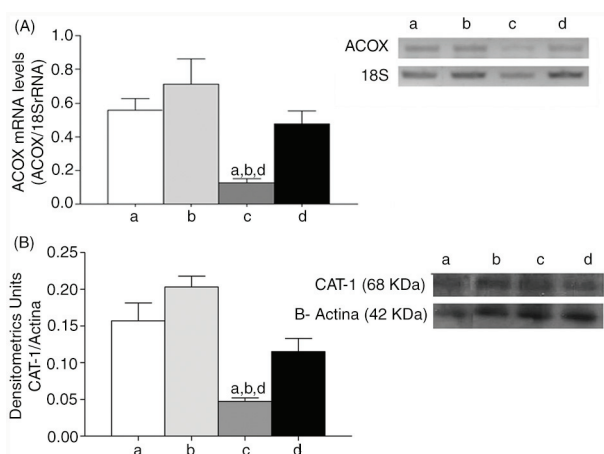 (A)
ACOX mRNA levels
(ACOX/18SrRNA)
1.0
0.8
0.6
0.4
0.2
0.0
a,b,d
a b c d
a b c d
ACOX
18S
(B)
Densitometrics Units
CAT-1/Actina
0.25
0.20
0.15
0.10
0.05
0.00
a,b,d
a b c d
a b c d
CAT-1 (68 KDa)
B- Actina (42 KDa)